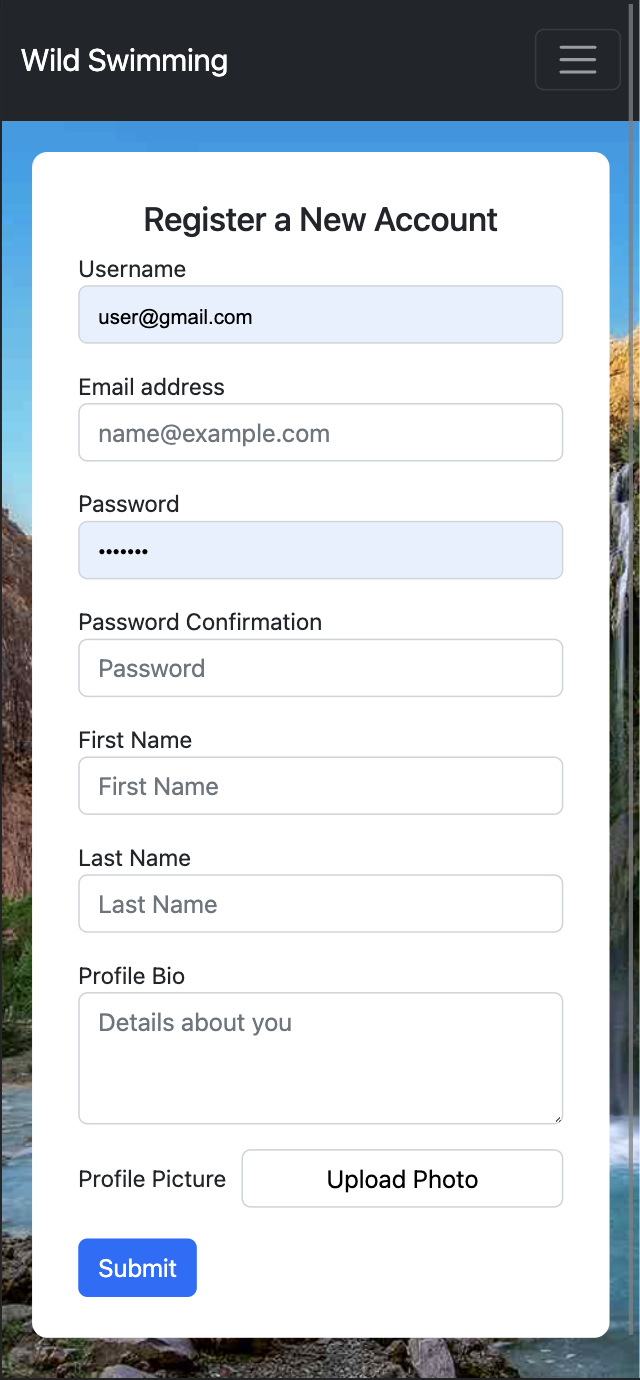 Wild Swimming
Register a New Account
Username
user@gmail.com
Email address
name@example.com
Password
•••••••
Password Confirmation
Password
First Name
First Name
Last Name
Last Name
Profile Bio
Details about you
Profile Picture Upload Photo
Submit